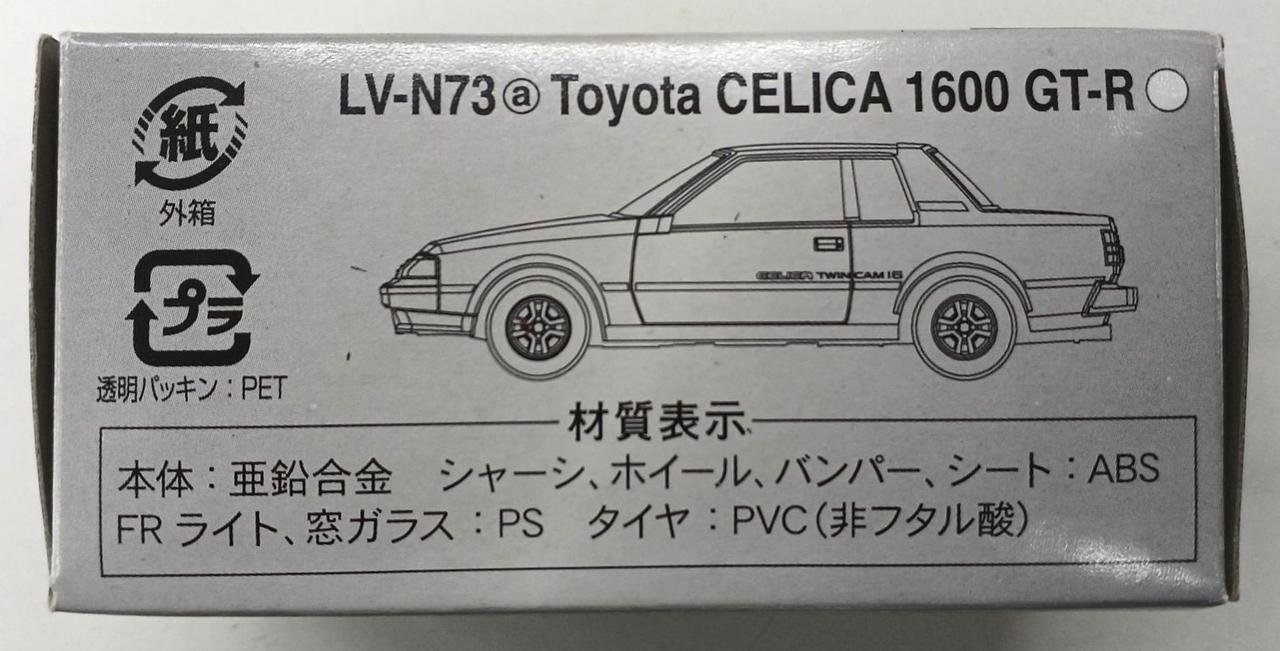 LV-N73ⓐ Toyota CELICA 1600 GT-R
紙
外箱
プラ
透明パッキン：PET
CELICA TWINCAM16
材質表示
本体：亜鉛合金　シャーシ、ホイール、バンパー、シート：ABS
FR ライト、窓ガラス：PS　タイヤ：PVC（非フタル酸）